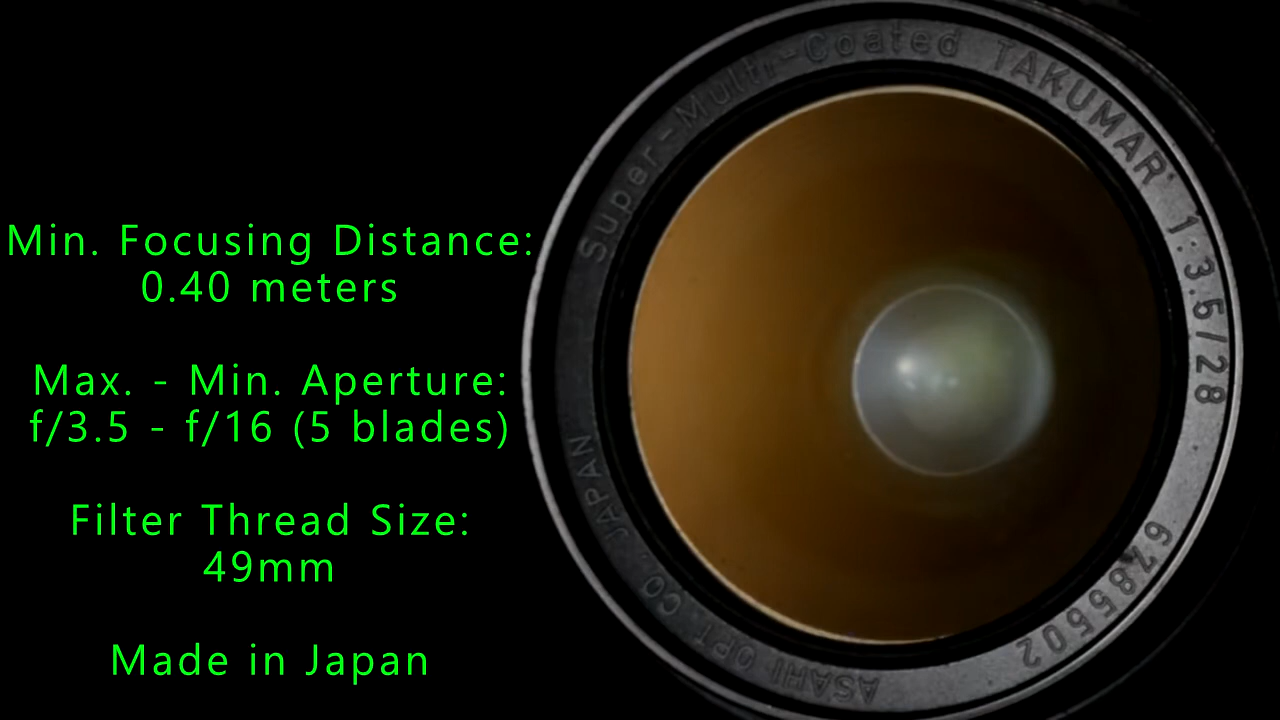 Min. Focusing Distance:
0.40 meters
Max. - Min. Aperture:
f/3.5 - f/16 (5 blades)
Filter Thread Size:
49mm
Made in Japan
Super-Multi-Coated TAKUMAR 1:3.5/28
6785502
ASAHI OPT. CO., JAPAN